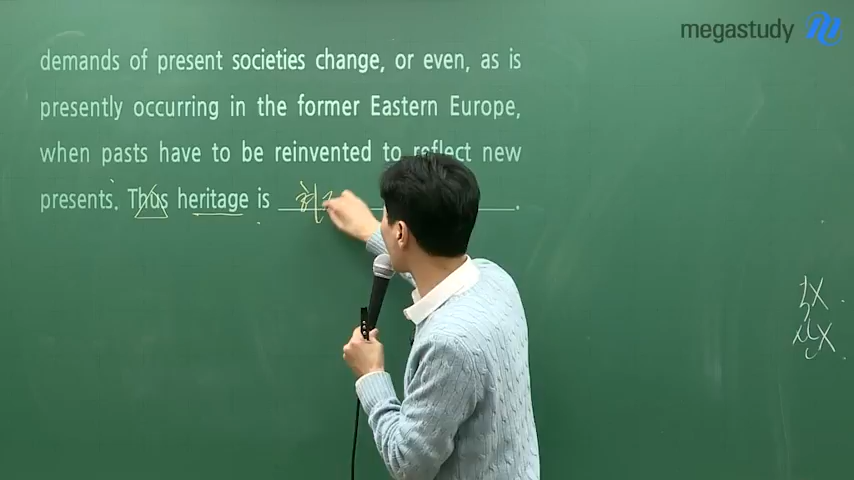 megastudy
demands of present societies change, or even, as is
presently occurring in the former Eastern Europe,
when pasts have to be reinvented to reflect new
presents. Thus heritage is